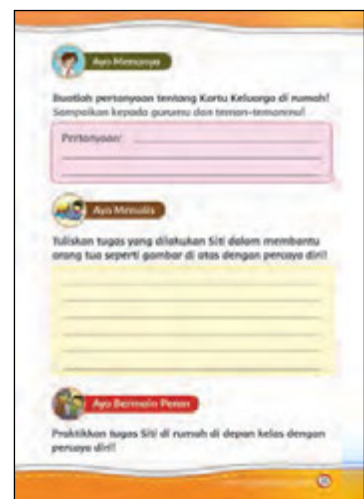 Ayo Menanya
Buatlah pertanyaan tentang Kartu Keluarga di rumah!
Sampaikan kepada gurumu dan teman-temanmu!
Pertanyaan:
Ayo Menulis
Tuliskan tugas yang dilakukan Siti dalam membantu
orang tua seperti gambar di atas dengan percaya diri!
Ayo Bermain Peran
Praktikkan tugas Siti di rumah di depan kelas dengan
percaya diri!